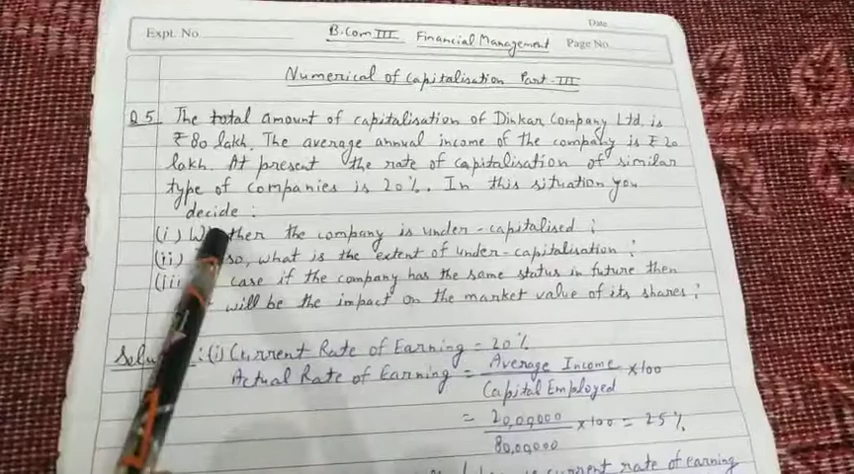 Date
Expt. No.
B.Com III Financial Management
Page No.
Numerical of capitalisation Part-III
Q5. The total amount of capitalisation of Dinkar Company Ltd. is
₹80 lakh. The average annual income of the company is ₹20
lakh. At present the rate of capitalisation of similar
type of companies is 20%. In this situation you
decide:
(i) Whether the company is under-capitalised;
(ii) so, what is the extent of under-capitalisation;
(iii case if the company has the same status in future then
will be the impact on the market value of its shares;
Solu :(i) Current Rate of Earning = 20%
Actual Rate of Earning = Average Income / Capital Employed ×100
= 20,00000 / 80,00000 ×100 = 25%
current rate of earning